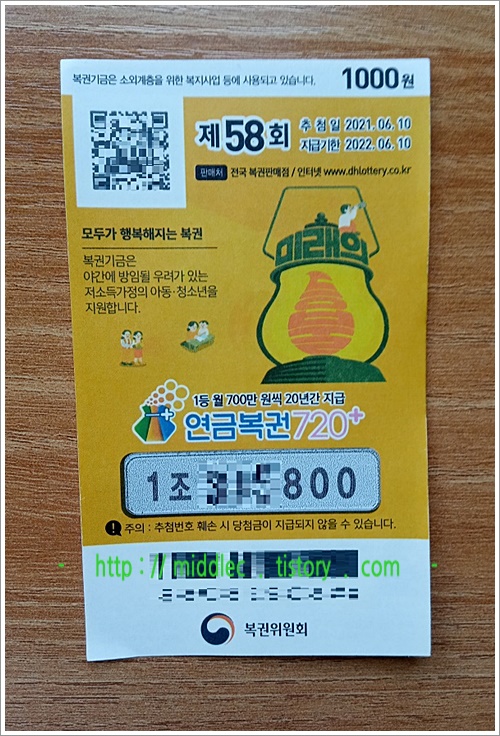 복권기금은 소외계층을 위한 복지사업 등에 사용되고 있습니다. 1000원
제58회 추첨일 2021.06.10
지급기한 2022.06.10
판매처 전국 복권판매점 / 인터넷 www.dhlottery.co.kr
모두가 행복해지는 복권
복권기금은
야간에 방임될 우려가 있는
저소득가정의 아동·청소년을
지원합니다.
미래의
등불
1등 월 700만 원씩 20년간 지급
연금복권720+
1조 800
! 주의 : 추첨번호 훼손 시 당첨금이 지급되지 않을 수 있습니다.
- http://middlec.tistory.com -
복권위원회